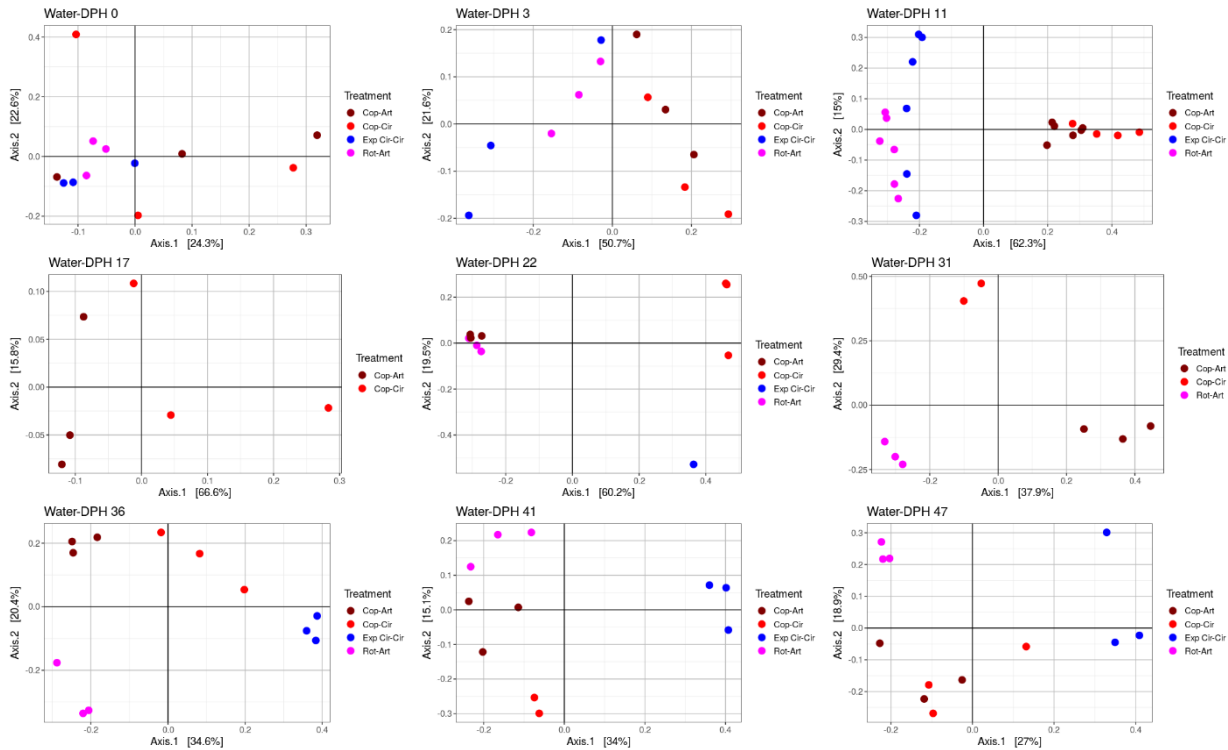 Water-DPH 0
0.4
0.2
0.0
-0.2
Axis.2 [22.6%]
-0.1
0.0
0.1
0.2
0.3
Axis.1 [24.3%]
Treatment
Cop-Art
Cop-Cir
Exp Cir-Cir
Rot-Art
Water-DPH 3
0.2
0.1
0.0
-0.1
-0.2
Axis.2 [21.6%]
-0.2
0.0
0.2
Axis.1 [50.7%]
Treatment
Cop-Art
Cop-Cir
Exp Cir-Cir
Rot-Art
Water-DPH 11
0.3
0.2
0.1
0.0
-0.1
-0.2
-0.3
Axis.2 [15%]
-0.2
0.0
0.2
0.4
Axis.1 [62.3%]
Treatment
Cop-Art
Cop-Cir
Exp Cir-Cir
Rot-Art
Water-DPH 17
0.10
0.05
0.00
-0.05
Axis.2 [15.8%]
-0.1
0.0
0.1
0.2
0.3
Axis.1 [66.6%]
Treatment
Cop-Art
Cop-Cir
Water-DPH 22
0.2
0.0
-0.2
-0.4
Axis.2 [19.5%]
-0.2
0.0
0.2
0.4
Axis.1 [60.2%]
Treatment
Cop-Art
Cop-Cir
Exp Cir-Cir
Rot-Art
Water-DPH 31
0.50
0.25
0.00
-0.25
Axis.2 [29.4%]
-0.2
0.0
0.2
0.4
Axis.1 [37.9%]
Treatment
Cop-Art
Cop-Cir
Rot-Art
Water-DPH 36
0.2
0.0
-0.2
Axis.2 [20.4%]
-0.2
0.0
0.2
0.4
Axis.1 [34.6%]
Treatment
Cop-Art
Cop-Cir
Exp Cir-Cir
Rot-Art
Water-DPH 41
0.2
0.1
0.0
-0.1
-0.2
-0.3
Axis.2 [15.1%]
-0.2
0.0
0.2
0.4
Axis.1 [34%]
Treatment
Cop-Art
Cop-Cir
Exp Cir-Cir
Rot-Art
Water-DPH 47
0.3
0.2
0.1
0.0
-0.1
-0.2
Axis.2 [18.9%]
-0.2
0.0
0.2
0.4
Axis.1 [27%]
Treatment
Cop-Art
Cop-Cir
Exp Cir-Cir
Rot-Art